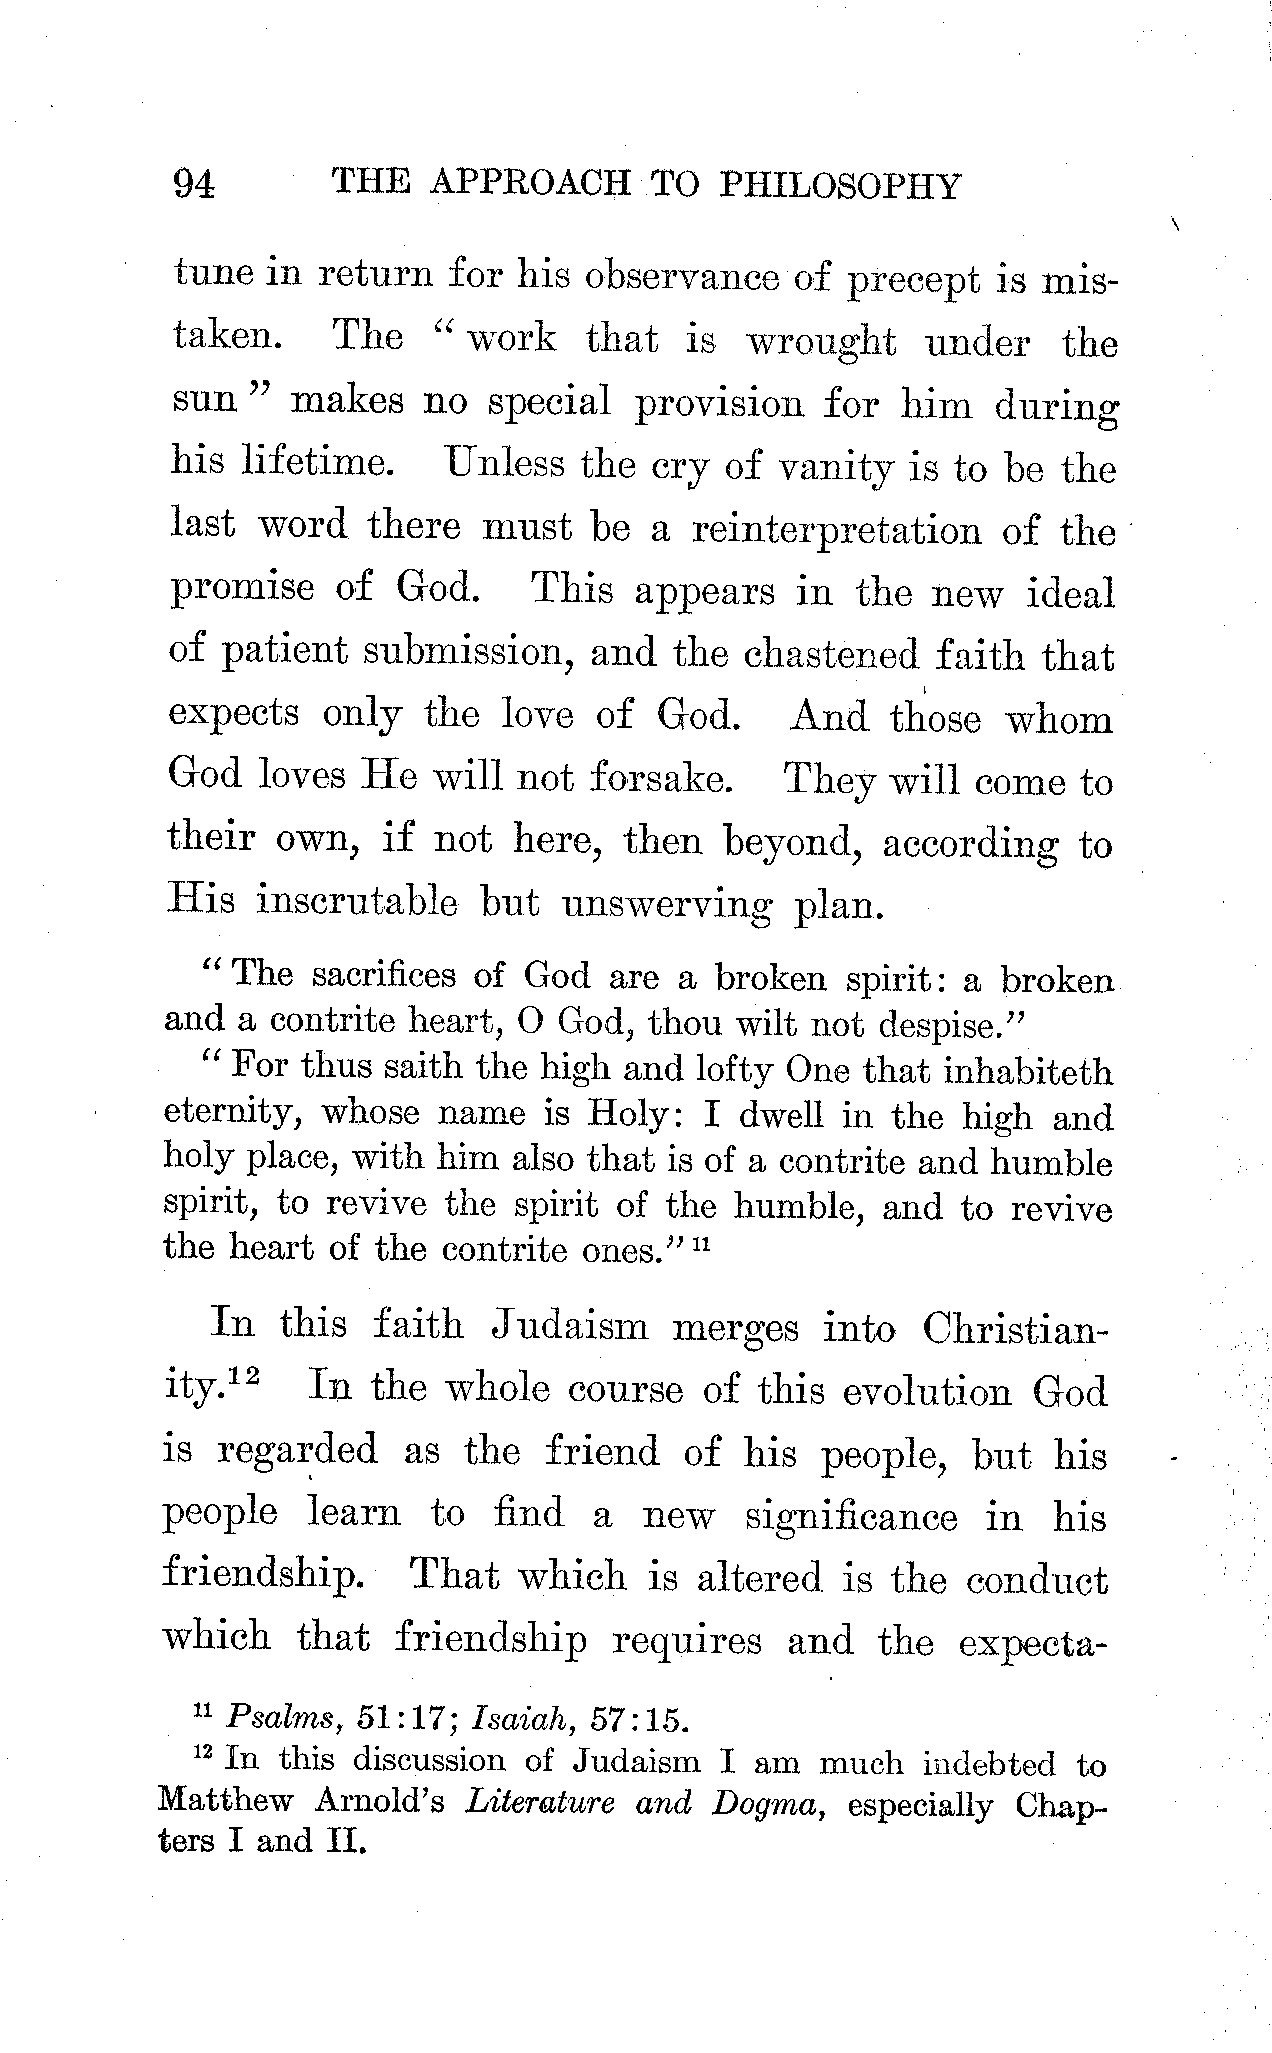 94 THE APPROACH TO PHILOSOPHY
tune in return for his observance of precept is mis-
taken. The “ work that is wrought under the
sun ” makes no special provision for him during
his lifetime. Unless the cry of vanity is to be the
last word there must be a reinterpretation of the
promise of God. This appears in the new ideal
of patient submission, and the chastened faith that
expects only the love of God. And those whom
God loves He will not forsake. They will come to
their own, if not here, then beyond, according to
His inscrutable but unswerving plan.
“ The sacrifices of God are a broken spirit: a broken
and a contrite heart, O God, thou wilt not despise.”
“ For thus saith the high and lofty One that inhabiteth
eternity, whose name is Holy: I dwell in the high and
holy place, with him also that is of a contrite and humble
spirit, to revive the spirit of the humble, and to revive
the heart of the contrite ones.” 11
In this faith Judaism merges into Christian-
ity.12 In the whole course of this evolution God
is regarded as the friend of his people, but his
people learn to find a new significance in his
friendship. That which is altered is the conduct
which that friendship requires and the expecta-
11 Psalms, 51:17; Isaiah, 57:15.
12 In this discussion of Judaism I am much indebted to
Matthew Arnold's Literature and Dogma, especially Chap-
ters I and II.